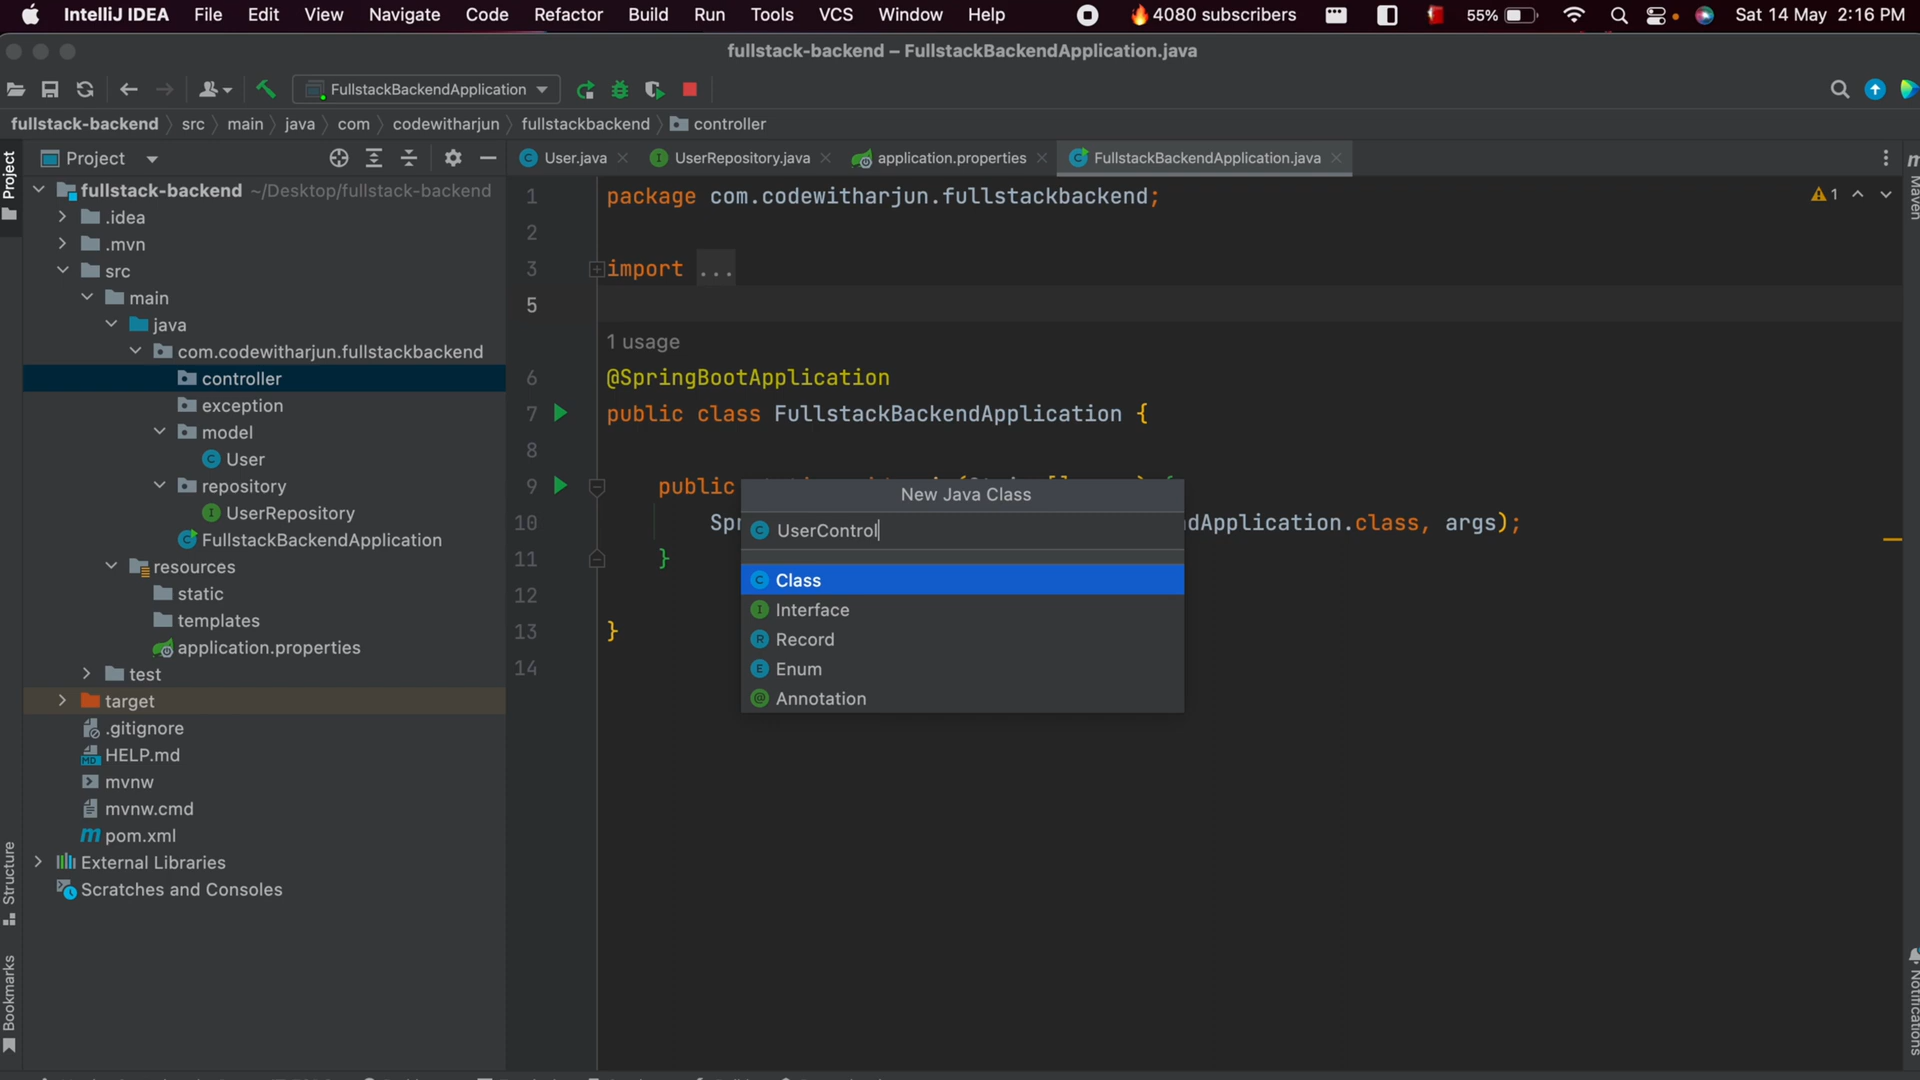 IntelliJ IDEA File Edit View Navigate Code Refactor Build Run Tools VCS Window Help 4080 subscribers 55% Sat 14 May 2:16 PM
fullstack-backend – FullstackBackendApplication.java
FullstackBackendApplication
fullstack-backend src main java com codewitharjun fullstackbackend controller
Project
Project
User.java UserRepository.java application.properties FullstackBackendApplication.java
Maven
fullstack-backend ~/Desktop/fullstack-backend
.idea
.mvn
src
main
java
com.codewitharjun.fullstackbackend
controller
exception
model
User
repository
UserRepository
FullstackBackendApplication
resources
static
templates
application.properties
test
target
.gitignore
HELP.md
mvnw
mvnw.cmd
pom.xml
External Libraries
Scratches and Consoles
Structure
Bookmarks
1 package com.codewitharjun.fullstackbackend;
1
2
3 import ...
5
1 usage
6 @SpringBootApplication
7 public class FullstackBackendApplication {
8
9 public
10 Spr dApplication.class, args);
11 }
12
13 }
14
New Java Class
UserControl
Class
Interface
Record
Enum
Annotation
Notifications